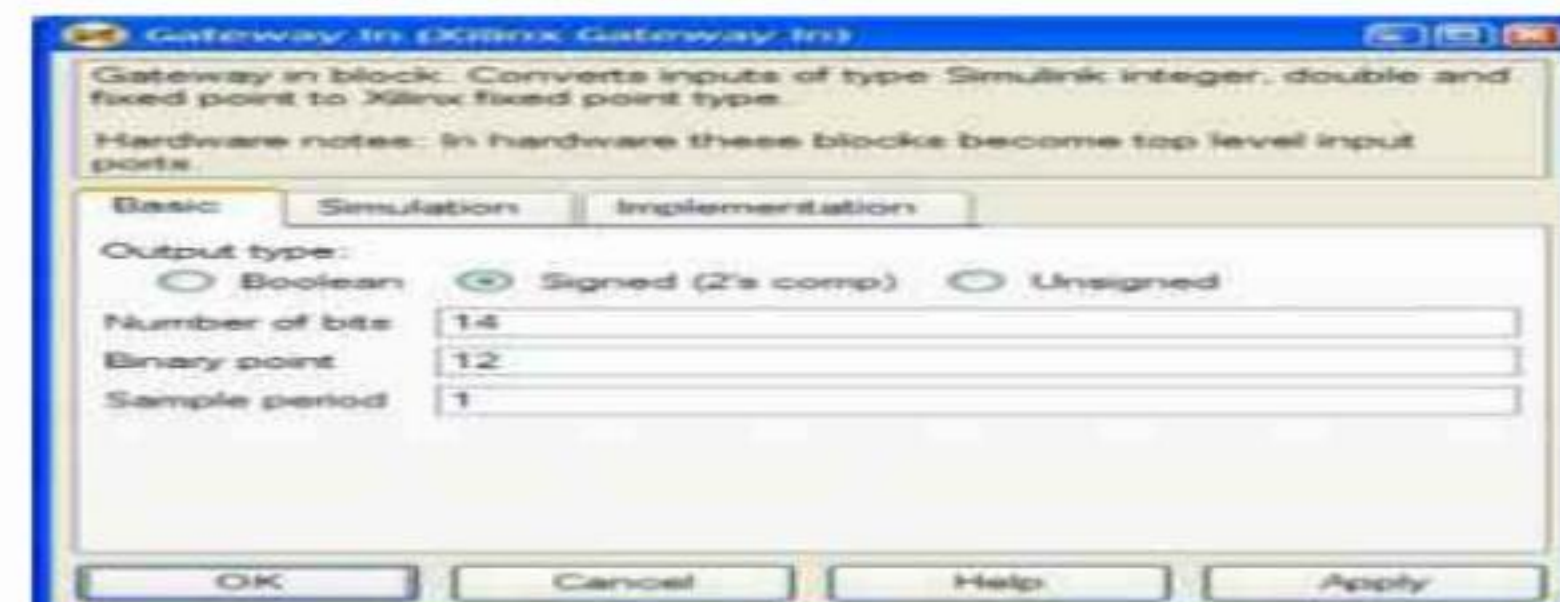 Gateway In (Xilinx Gateway In)
Gateway in block. Converts inputs of type Simulink integer, double and
fixed point to Xilinx fixed point type.
Hardware notes: In hardware these blocks become top level input
ports.
Basic Simulation Implementation
Output type:
Boolean Signed (2's comp) Unsigned
Number of bits 14
Binary point 12
Sample period 1
OK Cancel Help Apply